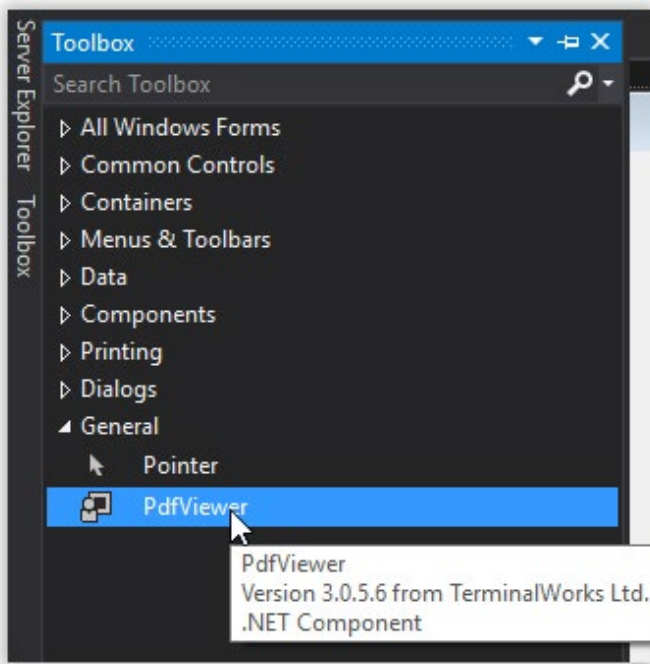 Server Explorer
Toolbox
Toolbox
Search Toolbox
All Windows Forms
Common Controls
Containers
Menus & Toolbars
Data
Components
Printing
Dialogs
General
Pointer
PdfViewer
PdfViewer
Version 3.0.5.6 from TerminalWorks Ltd.
.NET Component